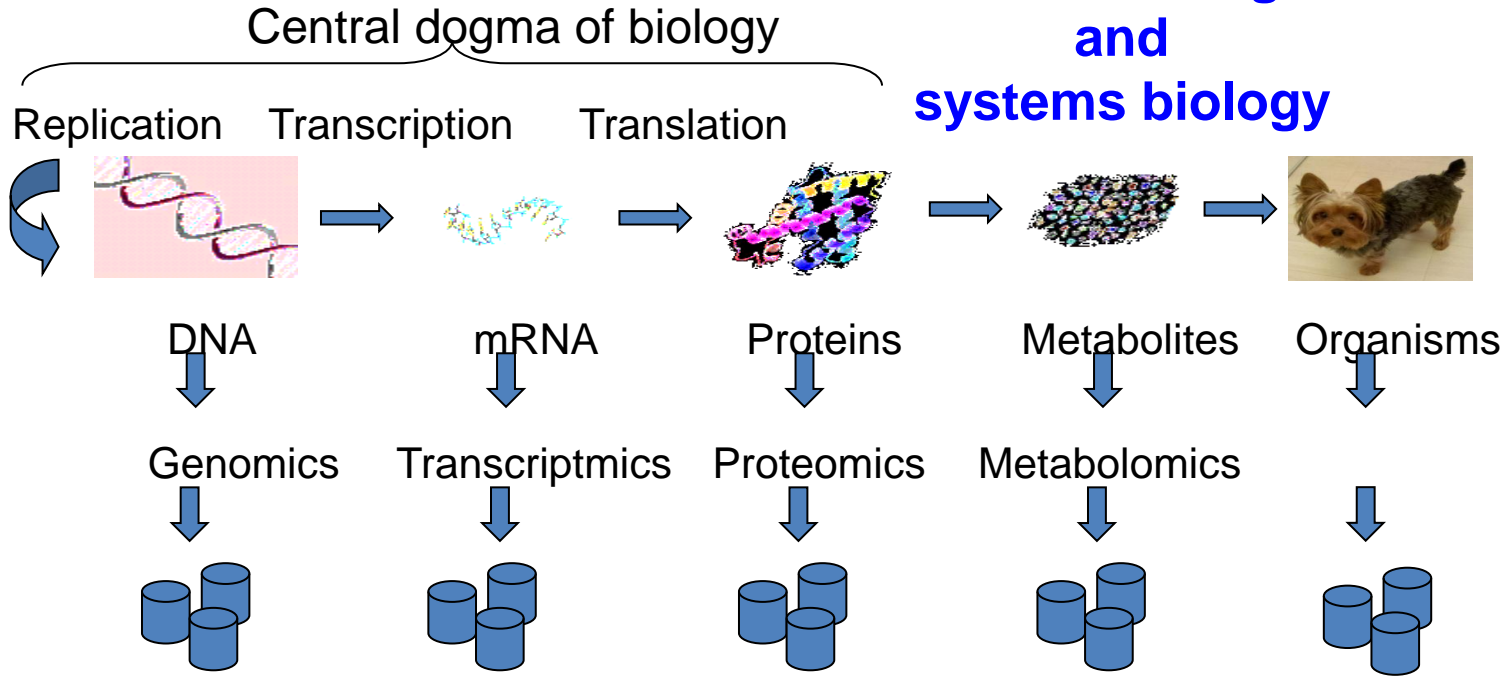 Central dogma of biology
and
systems biology
Replication Transcription Translation
DNA mRNA Proteins Metabolites Organisms
Genomics Transcriptmics Proteomics Metabolomics